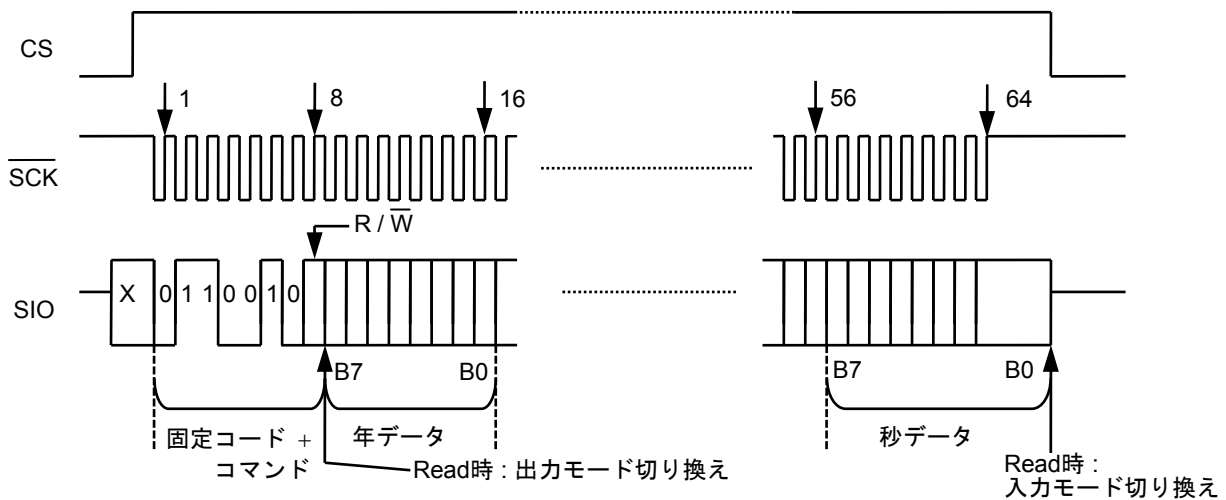 CS
1
8
16
56
64
SCK
R / W
SIO
X 0 1 1 0 0 1 0
B7
B0
B7
B0
固定コード +
コマンド
年データ
秒データ
Read時 : 出力モード切り換え
Read時 :
入力モード切り換え